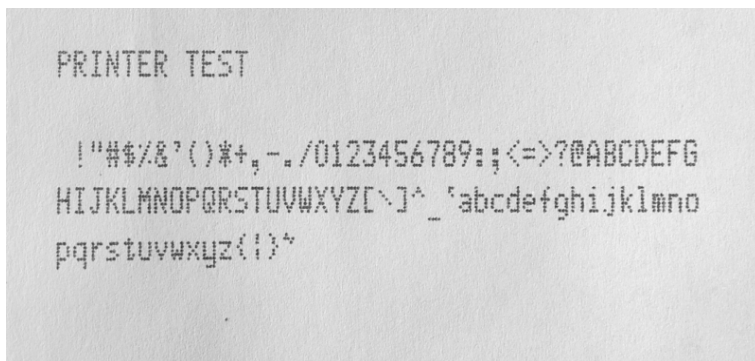 PRINTER TEST
!"#$%&'()*+,-./0123456789:;<=>?@ABCDEFG
HIJKLMNOPQRSTUVWXYZ[\]^_`abcdefghijklmno
pqrstuvwxyz{|}~